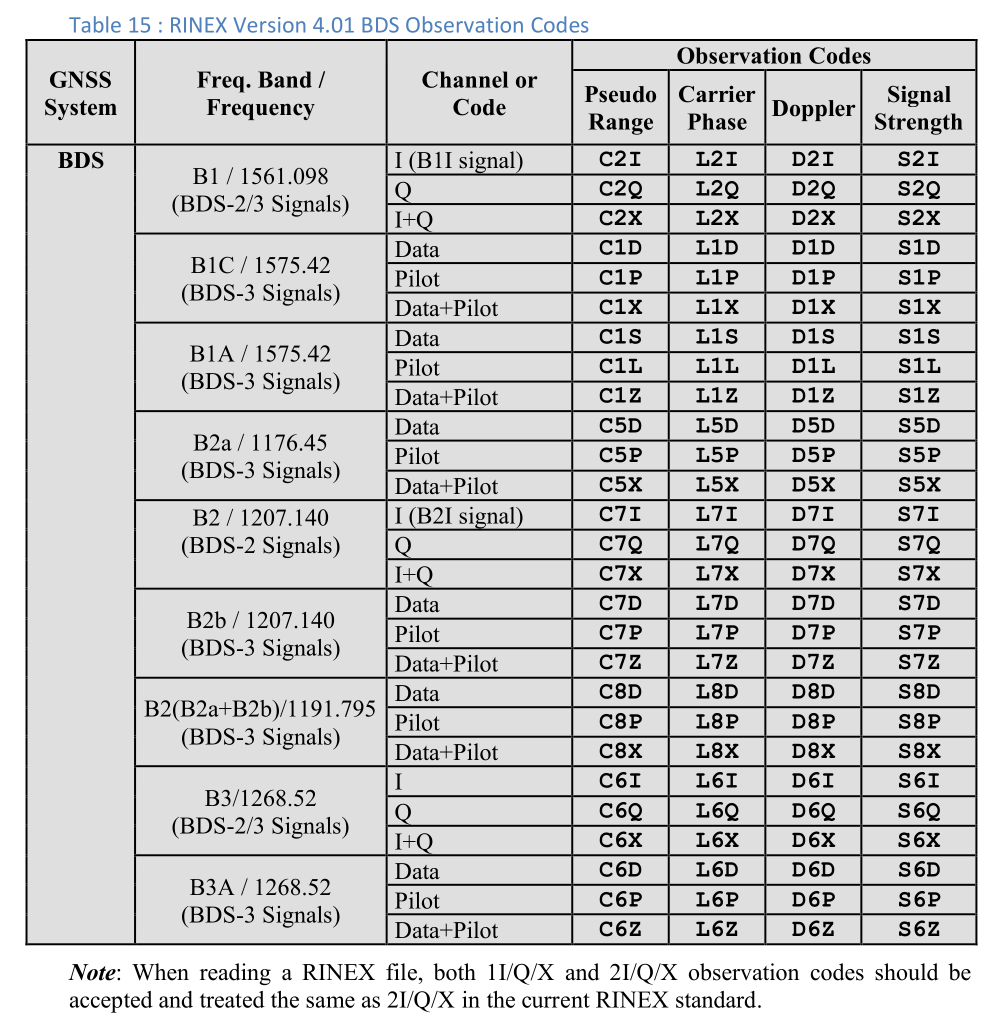 Table 15 : RINEX Version 4.01 BDS Observation Codes
GNSS System | Freq. Band / Frequency | Channel or Code | Observation Codes
Pseudo Range | Carrier Phase | Doppler | Signal Strength
BDS | B1 / 1561.098 (BDS-2/3 Signals) | I (B1I signal) | C2I | L2I | D2I | S2I
Q | C2Q | L2Q | D2Q | S2Q
I+Q | C2X | L2X | D2X | S2X
B1C / 1575.42 (BDS-3 Signals) | Data | C1D | L1D | D1D | S1D
Pilot | C1P | L1P | D1P | S1P
Data+Pilot | C1X | L1X | D1X | S1X
B1A / 1575.42 (BDS-3 Signals) | Data | C1S | L1S | D1S | S1S
Pilot | C1L | L1L | D1L | S1L
Data+Pilot | C1Z | L1Z | D1Z | S1Z
B2a / 1176.45 (BDS-3 Signals) | Data | C5D | L5D | D5D | S5D
Pilot | C5P | L5P | D5P | S5P
Data+Pilot | C5X | L5X | D5X | S5X
B2 / 1207.140 (BDS-2 Signals) | I (B2I signal) | C7I | L7I | D7I | S7I
Q | C7Q | L7Q | D7Q | S7Q
I+Q | C7X | L7X | D7X | S7X
B2b / 1207.140 (BDS-3 Signals) | Data | C7D | L7D | D7D | S7D
Pilot | C7P | L7P | D7P | S7P
Data+Pilot | C7Z | L7Z | D7Z | S7Z
B2(B2a+B2b)/1191.795 (BDS-3 Signals) | Data | C8D | L8D | D8D | S8D
Pilot | C8P | L8P | D8P | S8P
Data+Pilot | C8X | L8X | D8X | S8X
B3/1268.52 (BDS-2/3 Signals) | I | C6I | L6I | D6I | S6I
Q | C6Q | L6Q | D6Q | S6Q
I+Q | C6X | L6X | D6X | S6X
B3A / 1268.52 (BDS-3 Signals) | Data | C6D | L6D | D6D | S6D
Pilot | C6P | L6P | D6P | S6P
Data+Pilot | C6Z | L6Z | D6Z | S6Z
Note: When reading a RINEX file, both 1I/Q/X and 2I/Q/X observation codes should be
accepted and treated the same as 2I/Q/X in the current RINEX standard.